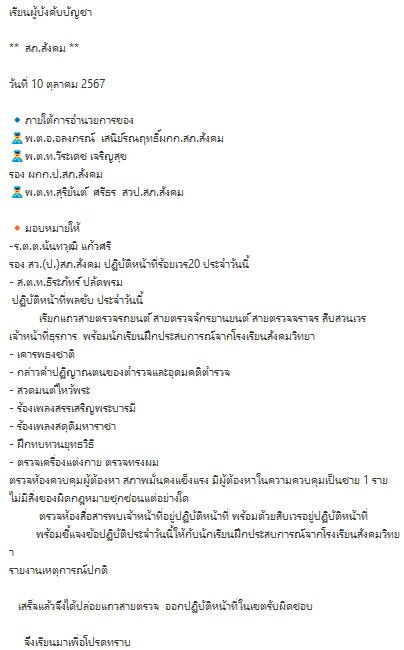 เรียนผู้บังคับบัญชา
** สภ.สังคม **
วันที่ 10 ตุลาคม 2567
🔹ภายใต้การอำนวยการของ
👮‍♂️พ.ต.อ.อลงกรณ์ เสนีย์รณฤทธิ์ผกก.สภ.สังคม
👮‍♂️พ.ต.ท.วีระเดช เจริญสุข
รอง ผกก.ป.สภ.สังคม
👮‍♂️พ.ต.ท.สุริยันต์ ศรีธร สวป.สภ.สังคม
🔸มอบหมายให้
-ร.ต.ต.นันทวุฒิ แก้วศรี
รอง สว.(ป.)สภ.สังคม ปฏิบัติหน้าที่ร้อยเวร20 ประจำวันนี้
- ส.ต.ท.ธีระภัทร์ ปลัดพรม
ปฏิบัติหน้าที่พลขับ ประจำวันนี้
เรียกแถวสายตรวจรถยนต์ สายตรวจจักรยานยนต์ สายตรวจจราจร สิบสวนเวร
เจ้าหน้าที่ธุรการ พร้อมนักเรียนฝึกประสบการณ์จากโรงเรียนสังคมวิทยา
- เคารพธงชาติ
- กล่าวคำปฏิญาณตนของตำรวจและอุดมคติตำรวจ
- สวดมนต์ไหว้พระ
- ร้องเพลงสรรเสริญพระบารมี
- ร้องเพลงสดุดีมหาราชา
- ฝึกทบทวนยุทธวิธี
- ตรวจเครื่องแต่งกาย ตรวจทรงผม
ตรวจห้องควบคุมผู้ต้องหา สภาพมั่นคงแข็งแรง มีผู้ต้องหาในความควบคุมเป็นชาย 1 ราย
ไม่มีสิ่งของผิดกฎหมายซุกซ่อนแต่อย่างใด
ตรวจห้องสื่อสารพบเจ้าหน้าที่อยู่ปฏิบัติหน้าที่ พร้อมด้วยสิบเวรอยู่ปฏิบัติหน้าที่
พร้อมชี้แจงข้อปฏิบัติประจำวันนี้ให้กับนักเรียนฝึกประสบการณ์จากโรงเรียนสังคมวิทย
า
รายงานเหตุการณ์ปกติ
เสร็จแล้วจึงได้ปล่อยแถวสายตรวจ ออกปฏิบัติหน้าที่ในเขตรับผิดชอบ
จึงเรียนมาเพื่อโปรดทราบ